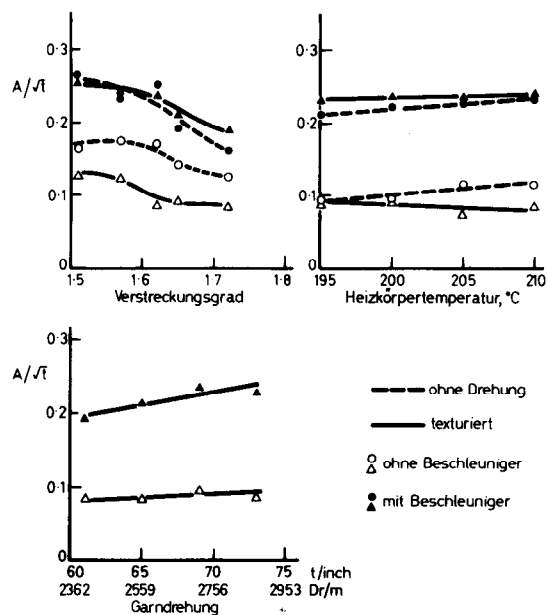 0·3
A/√t
0·2
0·1
0
1·5 1·6 1·7 1·8
Verstreckungsgrad
0·3
0·2
0·1
0
195 200 205 210
Heizkörpertemperatur, °C
0·3
A/√t
0·2
0·1
0
60 65 70 75 t/inch
2362 2559 2756 2953 Dr/m
Garndrehung
ohne Drehung
texturiert
ohne Beschleuniger
mit Beschleuniger